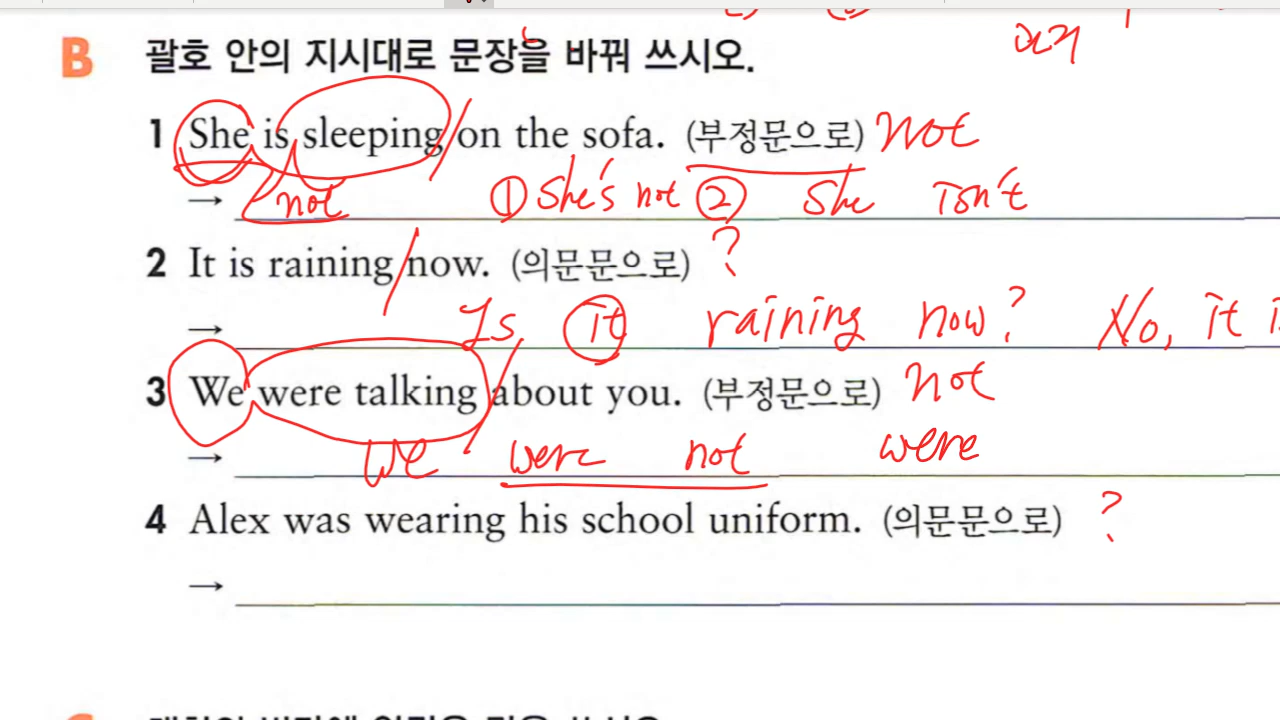 B 괄호 안의 지시대로 문장을 바꿔 쓰시오.
1 She is sleeping on the sofa. (부정문으로) Not
→ not ① She's not ② She isn't
2 It is raining now. (의문문으로) ?
→ Is it raining now? No, it i
3 We were talking about you. (부정문으로) not
→ We were not were
4 Alex was wearing his school uniform. (의문문으로) ?
→